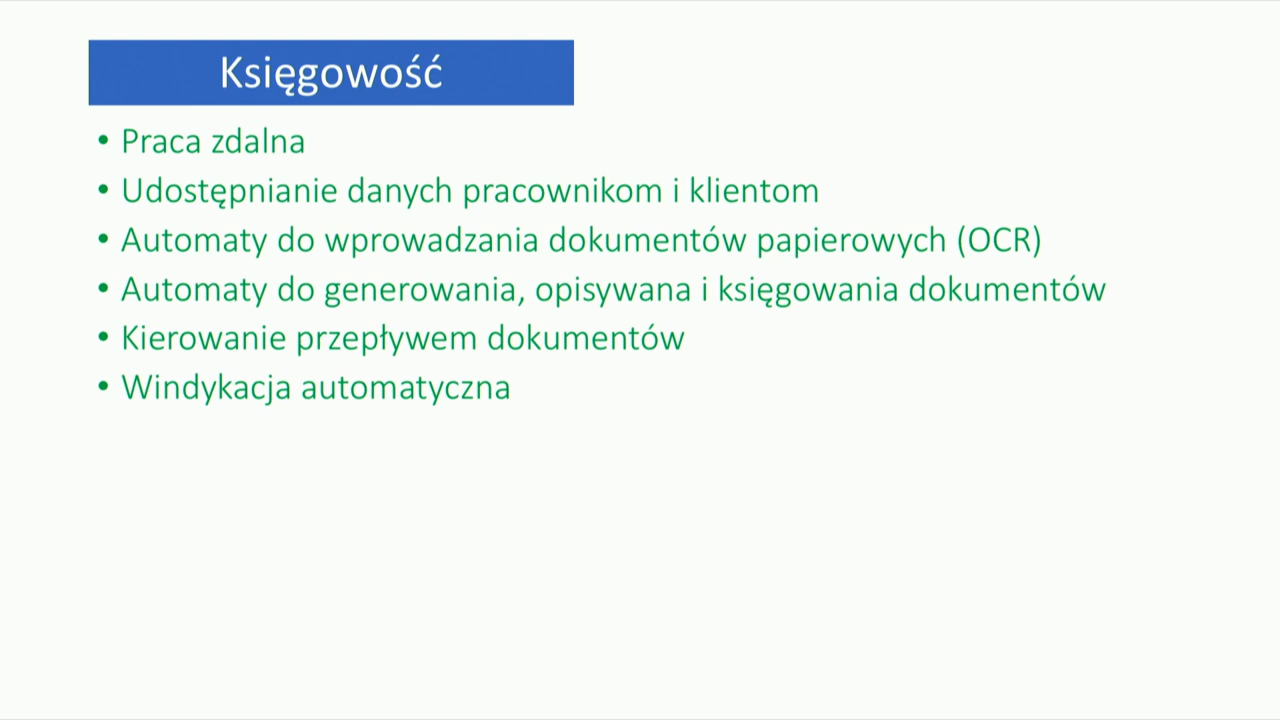 Księgowość
• Praca zdalna
• Udostępnianie danych pracownikom i klientom
• Automaty do wprowadzania dokumentów papierowych (OCR)
• Automaty do generowania, opisywana i księgowania dokumentów
• Kierowanie przepływem dokumentów
• Windykacja automatyczna